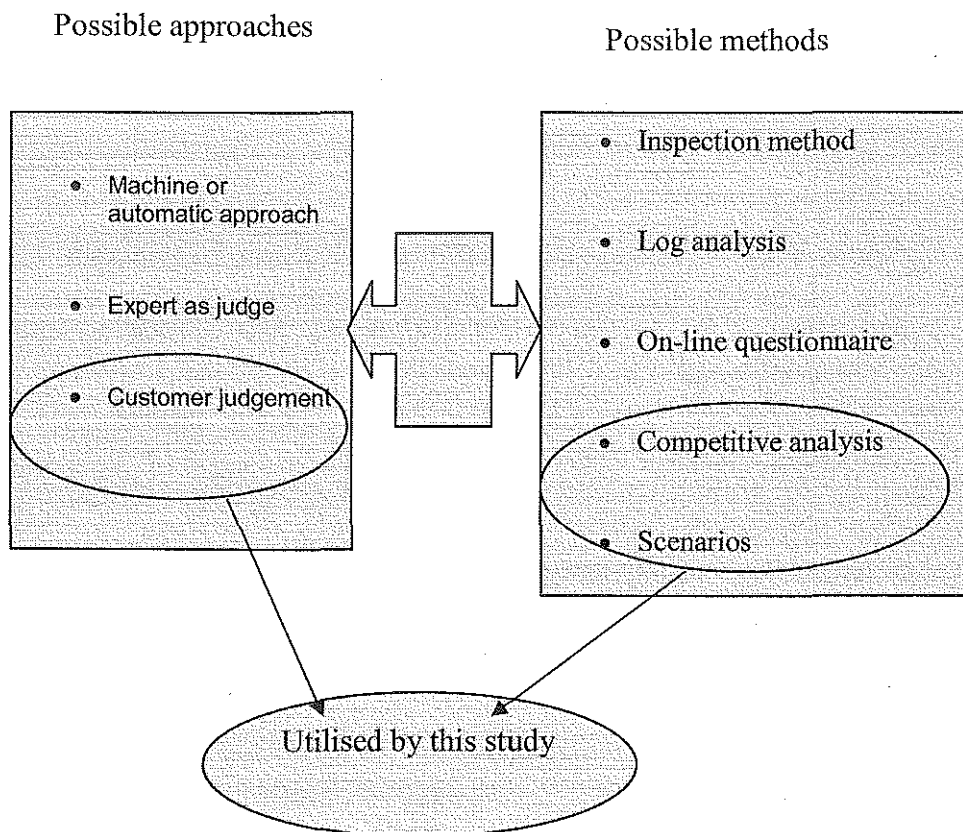 Possible approaches
Possible methods
• Machine or
automatic approach
• Expert as judge
• Customer judgement
• Inspection method
• Log analysis
• On-line questionnaire
• Competitive analysis
• Scenarios
Utilised by this study